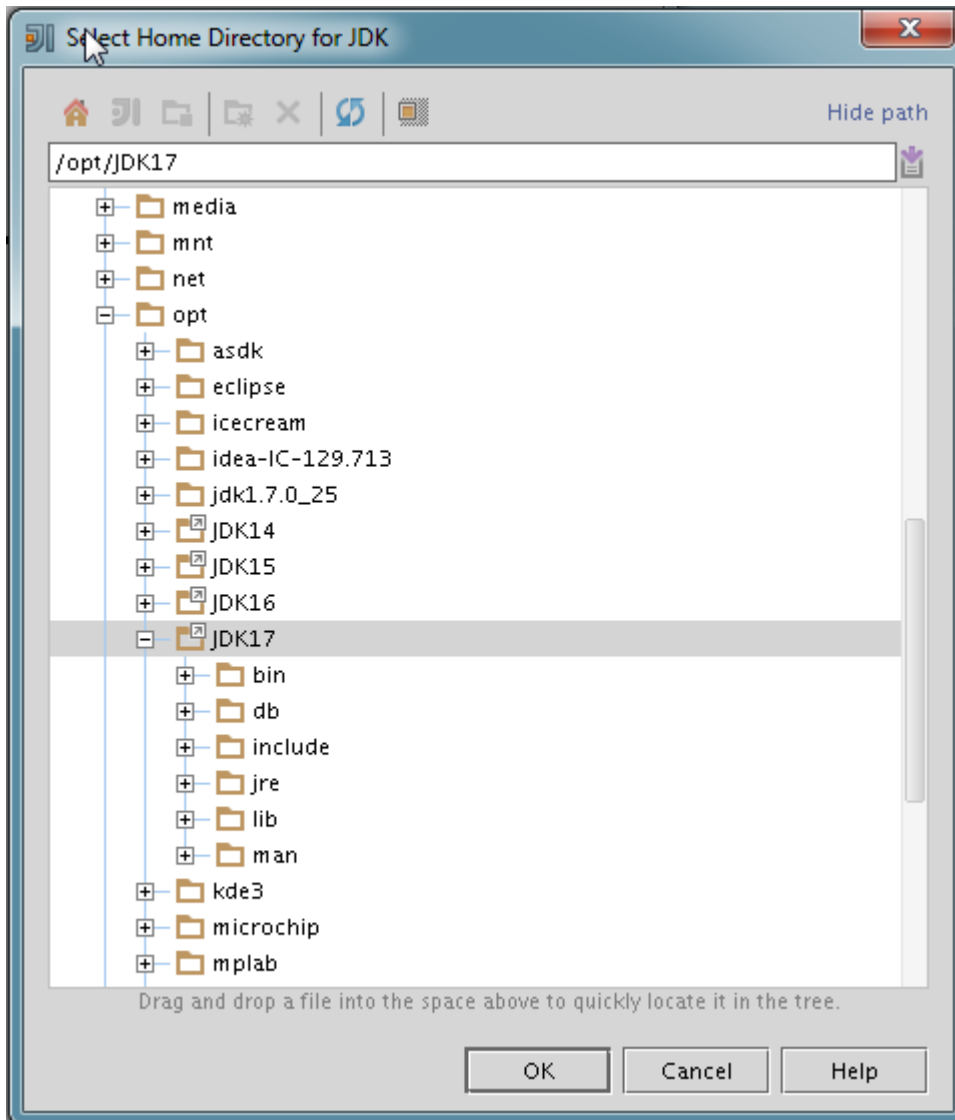 Select Home Directory for JDK
Hide path
/opt/JDK17
media
mnt
net
opt
asdk
eclipse
icecream
idea-IC-129.713
jdk1.7.0_25
JDK14
JDK15
JDK16
JDK17
bin
db
include
jre
lib
man
kde3
microchip
mplab
Drag and drop a file into the space above to quickly locate it in the tree.
OK Cancel Help